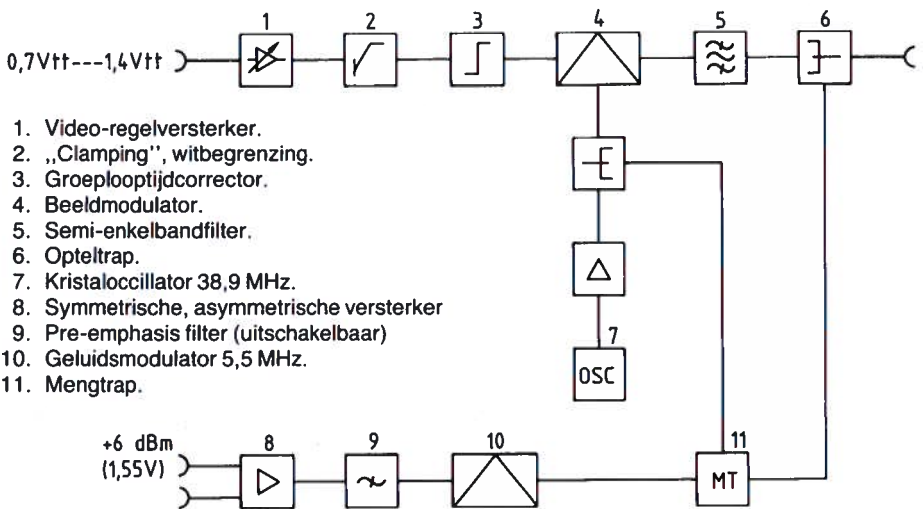 1 2 3 4 5 6
0,7Vtt---1,4Vtt
1. Video-regelversterker.
2. ,,Clamping'', witbegrenzing.
3. Groeplooptijdcorrector.
4. Beeldmodulator.
5. Semi-enkelbandfilter.
6. Opteltrap.
7. Kristaloccillator 38,9 MHz.
8. Symmetrische, asymmetrische versterker
9. Pre-emphasis filter (uitschakelbaar)
10. Geluidsmodulator 5,5 MHz.
11. Mengtrap.
7
OSC
+6 dBm
(1,55V)
8 9 10 11
MT